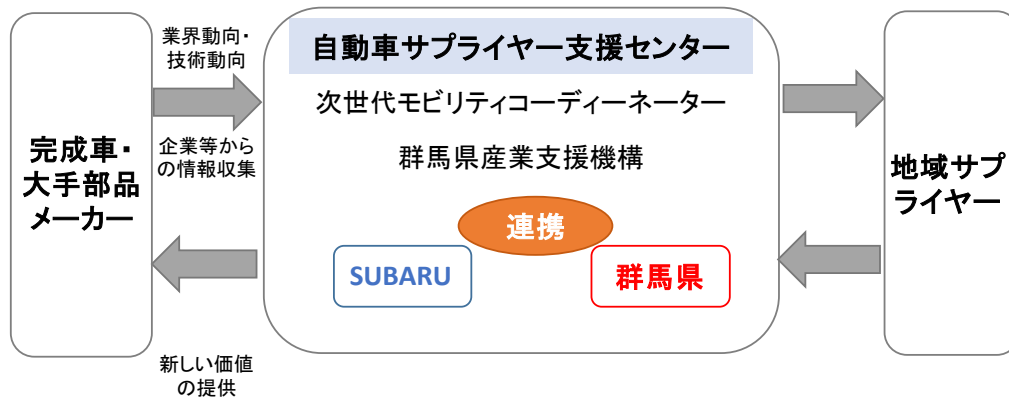 業界動向・
技術動向
企業等から
の情報収集
完成車・
大手部品
メーカー
新しい価値
の提供
自動車サプライヤー支援センター
次世代モビリティコーディーネーター
群馬県産業支援機構
連携
SUBARU
群馬県
地域サプ
ライヤー